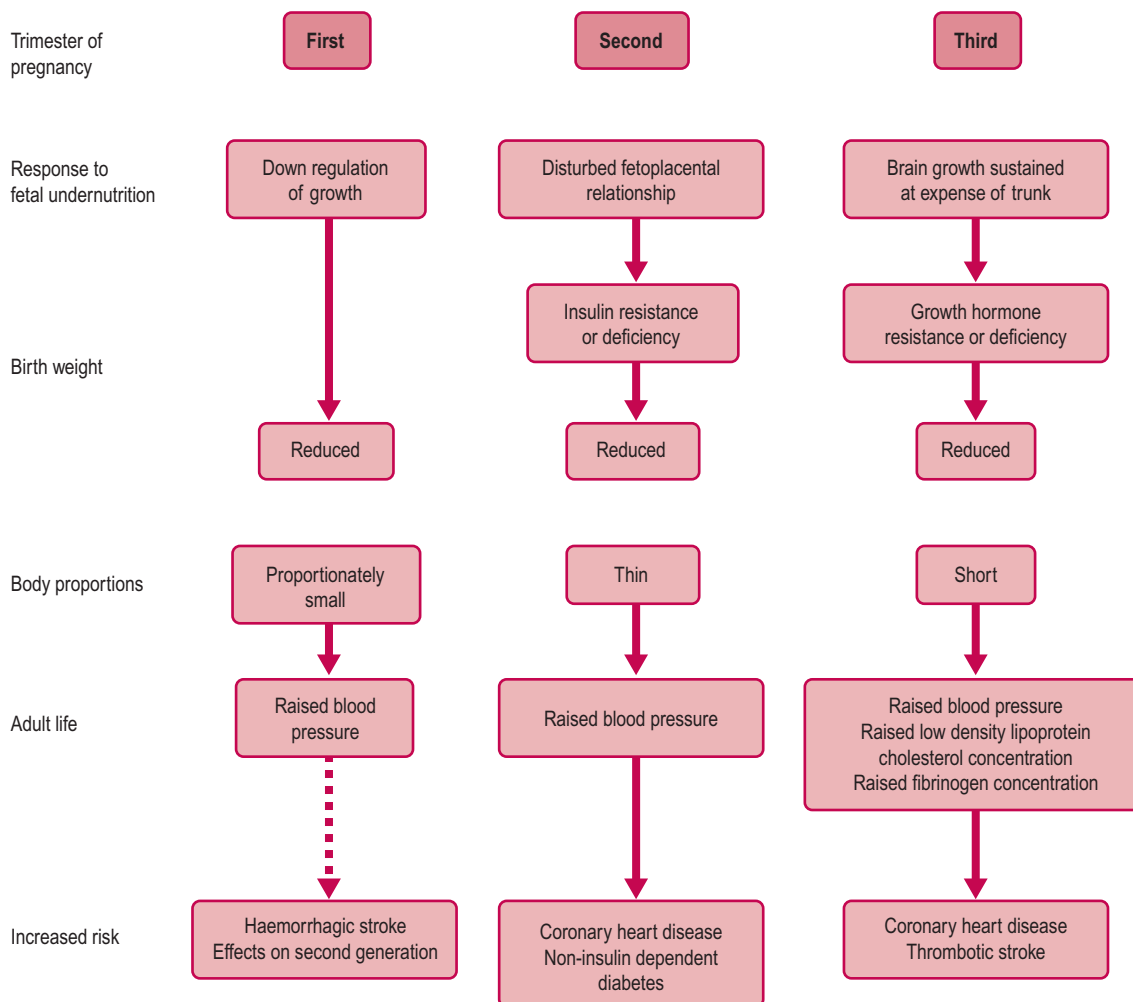 Trimester of
pregnancy
First
Second
Third
Response to
fetal undernutrition
Down regulation
of growth
Disturbed fetoplacental
relationship
Brain growth sustained
at expense of trunk
Insulin resistance
or deficiency
Growth hormone
resistance or deficiency
Birth weight
Reduced
Reduced
Reduced
Body proportions
Proportionately
small
Thin
Short
Adult life
Raised blood
pressure
Raised blood pressure
Raised blood pressure
Raised low density lipoprotein
cholesterol concentration
Raised fibrinogen concentration
Increased risk
Haemorrhagic stroke
Effects on second generation
Coronary heart disease
Non-insulin dependent
diabetes
Coronary heart disease
Thrombotic stroke